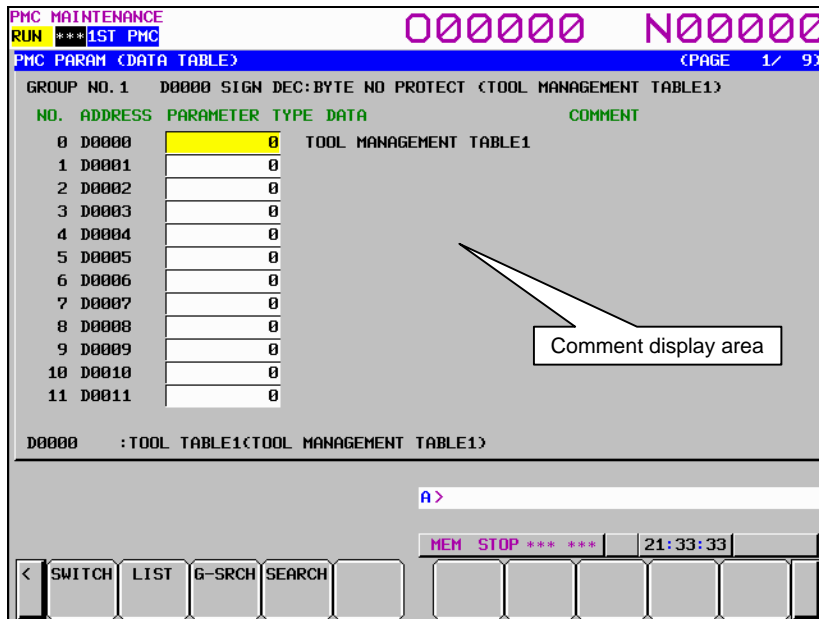 PMC MAINTENANCE
RUN *** 1ST PMC O00000 N00000
PMC PARAM (DATA TABLE) (PAGE 1/ 9)
GROUP NO.1 D0000 SIGN DEC:BYTE NO PROTECT (TOOL MANAGEMENT TABLE1)
NO. ADDRESS PARAMETER TYPE DATA COMMENT
0 D0000 0 TOOL MANAGEMENT TABLE1
1 D0001 0
2 D0002 0
3 D0003 0
4 D0004 0
5 D0005 0
6 D0006 0
7 D0007 0
8 D0008 0
9 D0009 0
10 D0010 0
11 D0011 0
Comment display area
D0000 :TOOL TABLE1(TOOL MANAGEMENT TABLE1)
A>
MEM STOP *** *** 21:33:33
< SWITCH LIST G-SRCH SEARCH